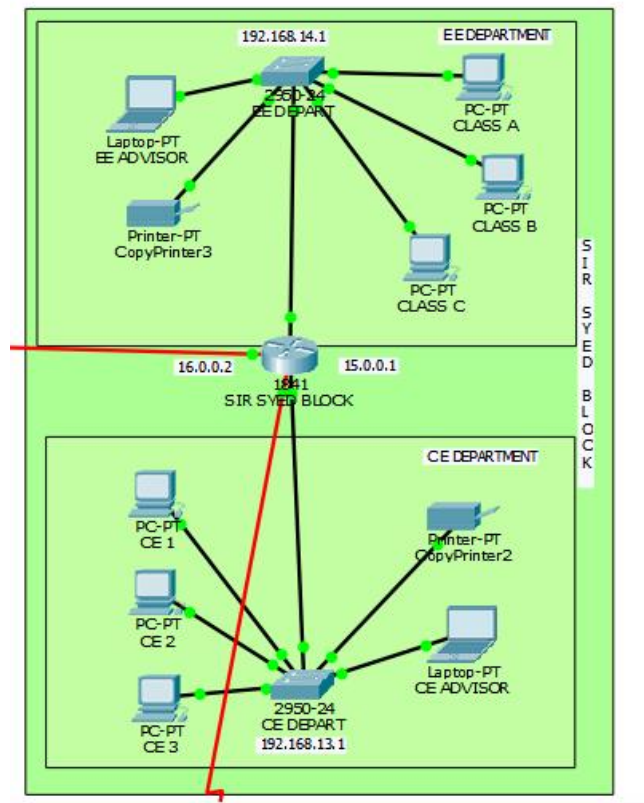 192.168.14.1
EE DEPARTMENT
2950-24
EE DEPART
Laptop-PT
EE ADVISOR
PC-PT
CLASS A
Printer-PT
CopyPrinter3
PC-PT
CLASS B
PC-PT
CLASS C
SIR SYED BLOCK
16.0.0.2
15.0.0.1
1841
SIR SYED BLOCK
CE DEPARTMENT
PC-PT
CE 1
Printer-PT
CopyPrinter2
PC-PT
CE 2
Laptop-PT
CE ADVISOR
PC-PT
CE 3
2950-24
CE DEPART
192.168.13.1